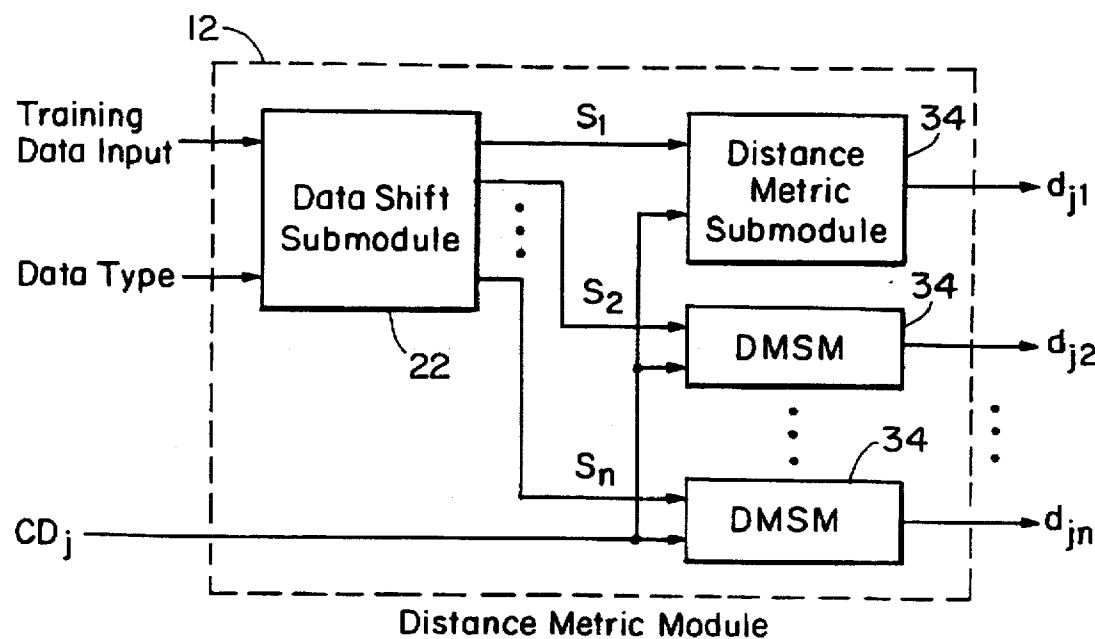 12
Training
Data Input
Data Type
Data Shift
Submodule
22
S1
S2
Sn
Distance
Metric
Submodule
34
dj1
DMSM
34
dj2
DMSM
34
djn
CDj
Distance Metric Module